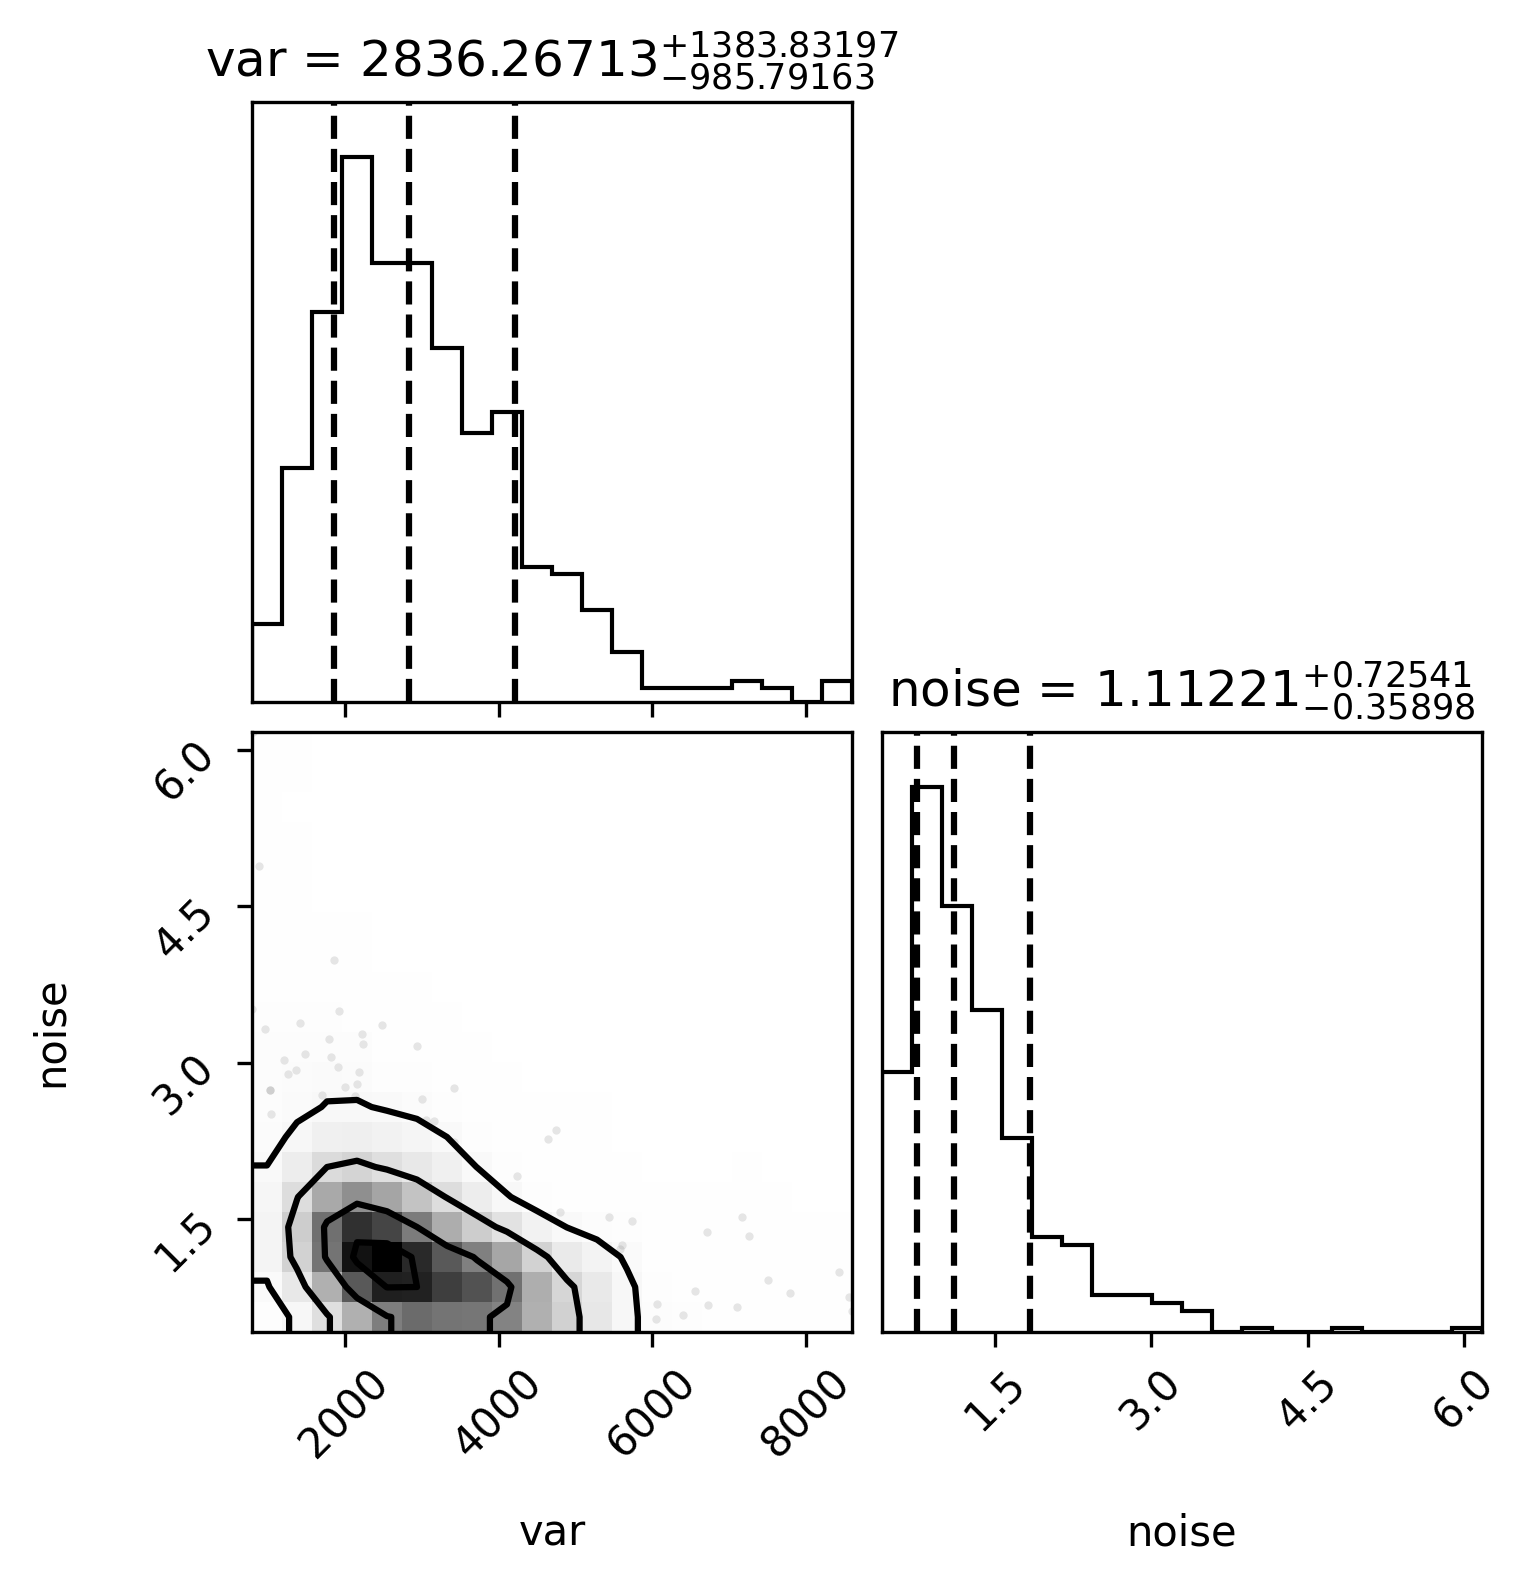 var = 2836.26713+1383.83197 −985.79163
noise = 1.11221+0.72541 −0.35898
6.0
4.5
3.0
1.5
noise
2000 4000 6000 8000
1.5 3.0 4.5 6.0
var
noise